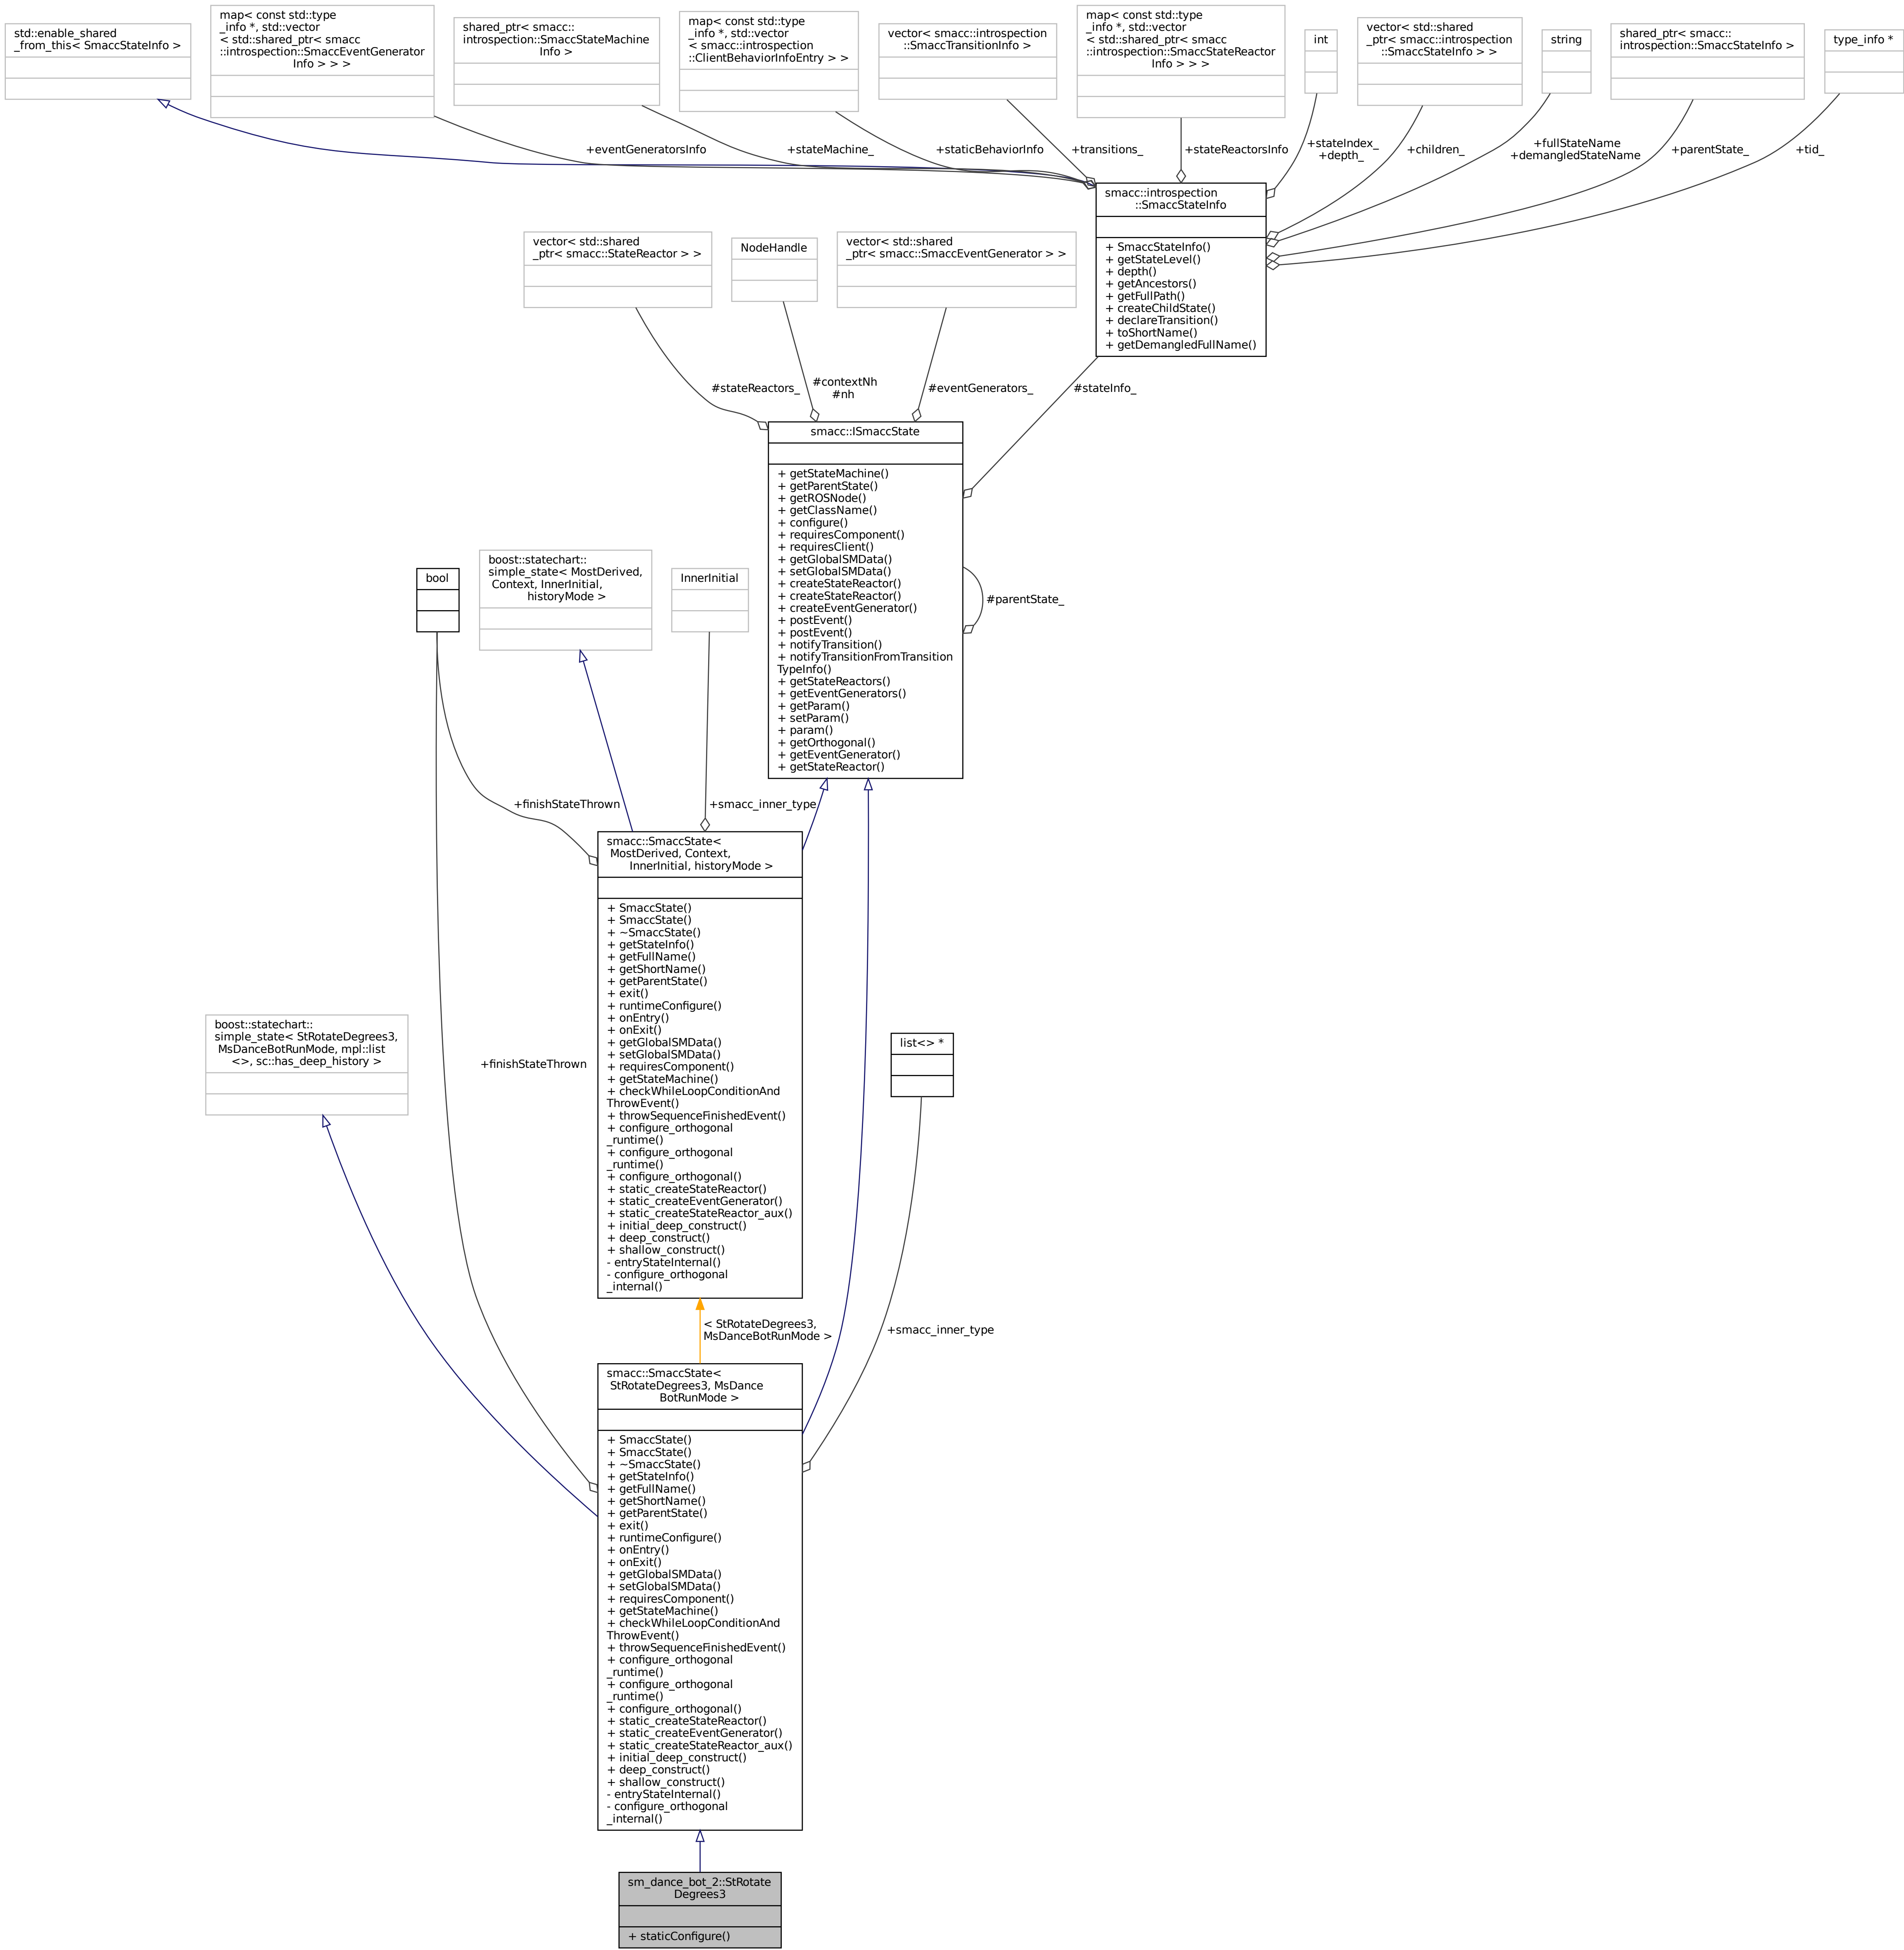 std::enable_shared
_from_this< SmaccStateInfo >
map< const std::type
_info *, std::vector
< std::shared_ptr< smacc
::introspection::SmaccEventGenerator
Info > > >
shared_ptr< smacc::
introspection::SmaccStateMachine
Info >
map< const std::type
_info *, std::vector
< smacc::introspection
::ClientBehaviorInfoEntry > >
vector< smacc::introspection
::SmaccTransitionInfo >
map< const std::type
_info *, std::vector
< std::shared_ptr< smacc
::introspection::SmaccStateReactor
Info > > >
int
vector< std::shared
_ptr< smacc::introspection
::SmaccStateInfo > >
string
shared_ptr< smacc::
introspection::SmaccStateInfo >
type_info *
+eventGeneratorsInfo
+stateMachine_
+staticBehaviorInfo
+transitions_
+stateReactorsInfo
+stateIndex_
+depth_
+children_
+fullStateName
+demangledStateName
+parentState_
+tid_
smacc::introspection
::SmaccStateInfo
+ SmaccStateInfo()
+ getStateLevel()
+ depth()
+ getAncestors()
+ getFullPath()
+ createChildState()
+ declareTransition()
+ toShortName()
+ getDemangledFullName()
vector< std::shared
_ptr< smacc::StateReactor > >
NodeHandle
vector< std::shared
_ptr< smacc::SmaccEventGenerator > >
#stateReactors_
#contextNh
#nh
#eventGenerators_
#stateInfo_
smacc::ISmaccState
+ getStateMachine()
+ getParentState()
+ getROSNode()
+ getClassName()
+ configure()
+ requiresComponent()
+ requiresClient()
+ getGlobalSMData()
+ setGlobalSMData()
+ createStateReactor()
+ createStateReactor()
+ createEventGenerator()
+ postEvent()
+ postEvent()
+ notifyTransition()
+ notifyTransitionFromTransition
TypeInfo()
+ getStateReactors()
+ getEventGenerators()
+ getParam()
+ setParam()
+ param()
+ getOrthogonal()
+ getEventGenerator()
+ getStateReactor()
#parentState_
bool
boost::statechart::
simple_state< MostDerived,
Context, InnerInitial,
historyMode >
InnerInitial
+finishStateThrown
+smacc_inner_type
smacc::SmaccState<
MostDerived, Context,
InnerInitial, historyMode >
+ SmaccState()
+ SmaccState()
+ ~SmaccState()
+ getStateInfo()
+ getFullName()
+ getShortName()
+ getParentState()
+ exit()
+ runtimeConfigure()
+ onEntry()
+ onExit()
+ getGlobalSMData()
+ setGlobalSMData()
+ requiresComponent()
+ getStateMachine()
+ checkWhileLoopConditionAnd
ThrowEvent()
+ throwSequenceFinishedEvent()
+ configure_orthogonal
_runtime()
+ configure_orthogonal
_runtime()
+ configure_orthogonal()
+ static_createStateReactor()
+ static_createEventGenerator()
+ static_createStateReactor_aux()
+ initial_deep_construct()
+ deep_construct()
+ shallow_construct()
- entryStateInternal()
- configure_orthogonal
_internal()
boost::statechart::
simple_state< StRotateDegrees3,
MsDanceBotRunMode, mpl::list
<>, sc::has_deep_history >
+finishStateThrown
list<> *
< StRotateDegrees3,
MsDanceBotRunMode >
+smacc_inner_type
smacc::SmaccState<
StRotateDegrees3, MsDance
BotRunMode >
+ SmaccState()
+ SmaccState()
+ ~SmaccState()
+ getStateInfo()
+ getFullName()
+ getShortName()
+ getParentState()
+ exit()
+ runtimeConfigure()
+ onEntry()
+ onExit()
+ getGlobalSMData()
+ setGlobalSMData()
+ requiresComponent()
+ getStateMachine()
+ checkWhileLoopConditionAnd
ThrowEvent()
+ throwSequenceFinishedEvent()
+ configure_orthogonal
_runtime()
+ configure_orthogonal
_runtime()
+ configure_orthogonal()
+ static_createStateReactor()
+ static_createEventGenerator()
+ static_createStateReactor_aux()
+ initial_deep_construct()
+ deep_construct()
+ shallow_construct()
- entryStateInternal()
- configure_orthogonal
_internal()
sm_dance_bot_2::StRotate
Degrees3
+ staticConfigure()